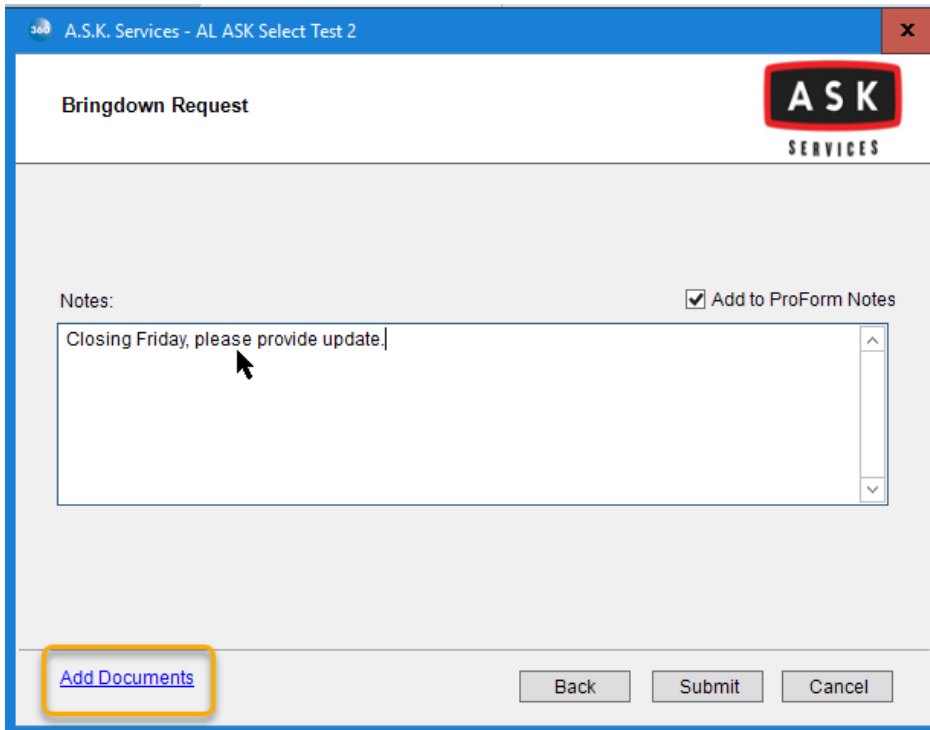 360 A.S.K. Services - AL ASK Select Test 2 x
Bringdown Request
ASK
SERVICES
Notes:
Add to ProForm Notes
Closing Friday, please provide update.
Add Documents
Back
Submit
Cancel